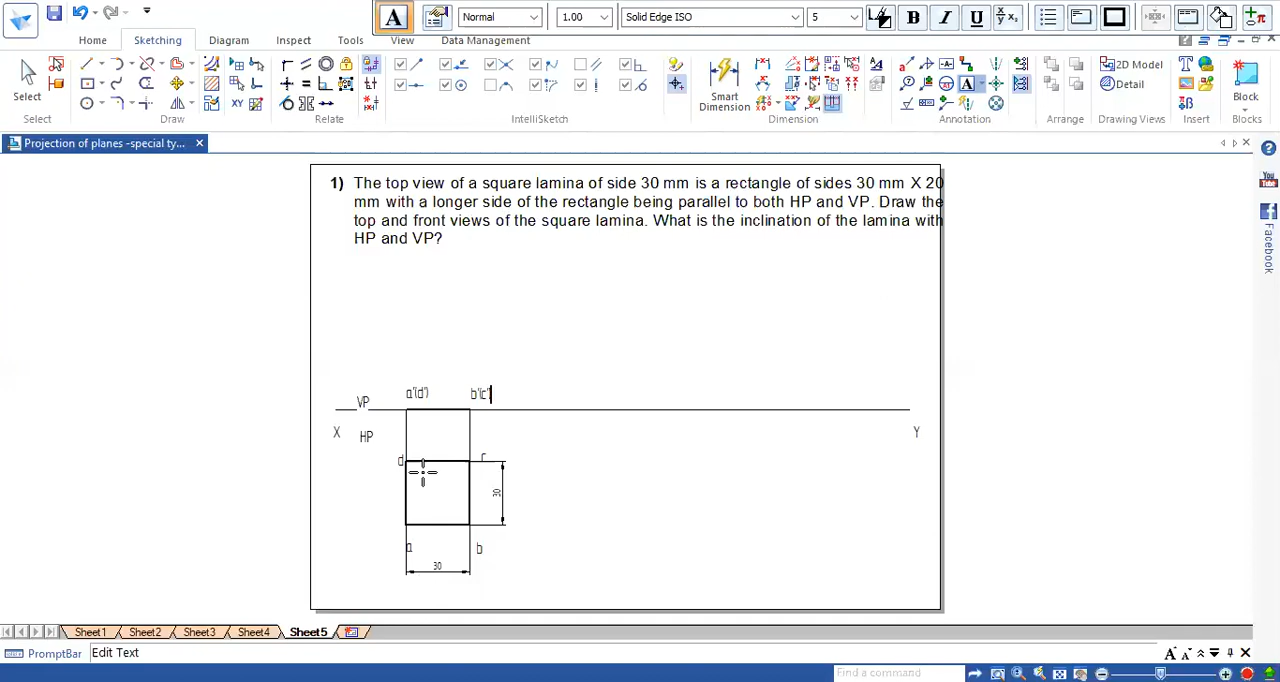 Normal
1.00
Solid Edge ISO
5
Home Sketching Diagram Inspect Tools View Data Management
Select
Smart
Dimension
2D Model
Detail
Block
Select Draw Relate IntelliSketch Dimension Annotation Arrange Drawing Views Insert Blocks
Projection of planes -special ty...
You
Tube
Facebook
1) The top view of a square lamina of side 30 mm is a rectangle of sides 30 mm X 20
mm with a longer side of the rectangle being parallel to both HP and VP. Draw the
top and front views of the square lamina. What is the inclination of the lamina with
HP and VP?
a'(d') b'(c'
VP
X HP Y
d c
30
a b
30
Sheet1 Sheet2 Sheet3 Sheet4 Sheet5
PromptBar Edit Text
Find a command